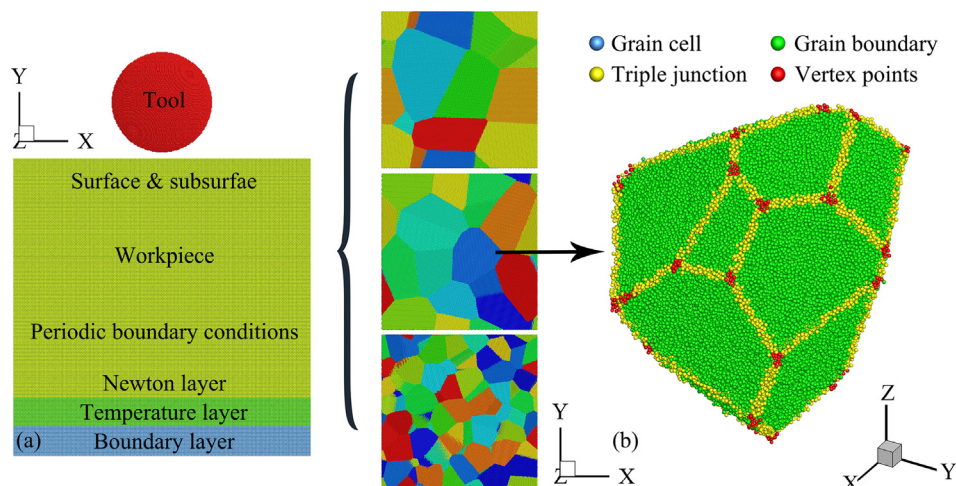 Y
Z
X
Tool
Surface & subsurfae
Workpiece
Periodic boundary conditions
Newton layer
Temperature layer
(a)
Boundary layer
Grain cell
Grain boundary
Triple junction
Vertex points
Y
Z
X
(b)
Z
X
Y